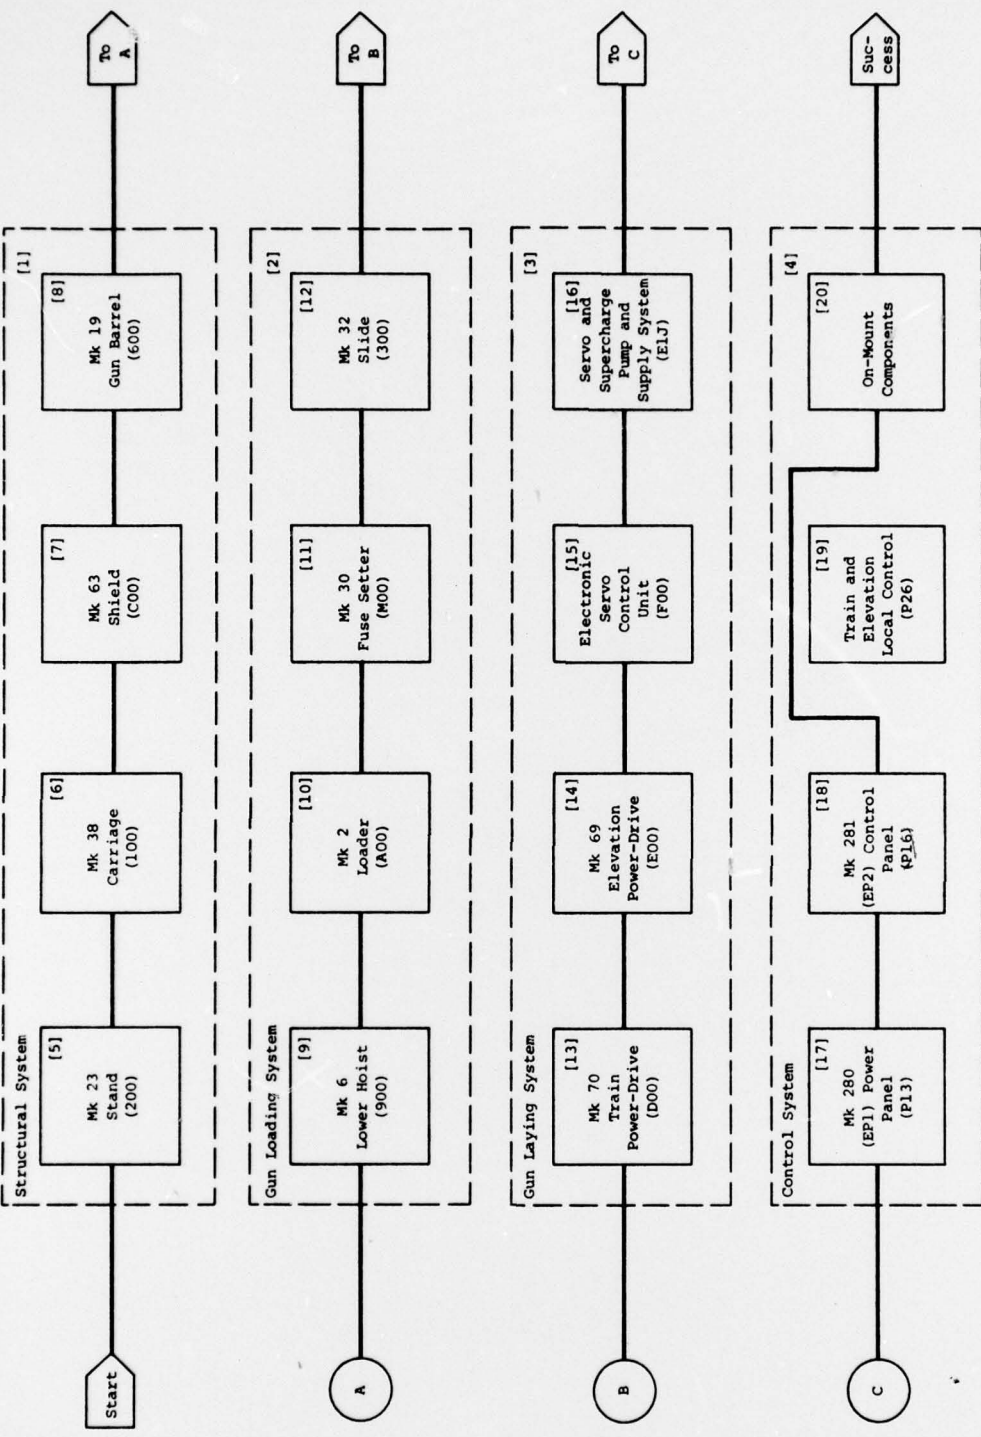 Start
Structural System
[1]
[5]
Mk 23
Stand
(200)
[6]
Mk 38
Carriage
(100)
[7]
Mk 63
Shield
(C00)
[8]
Mk 19
Gun Barrel
(600)
To
A
A
Gun Loading System
[2]
[9]
Mk 6
Lower Hoist
(900)
[10]
Mk 2
Loader
(A00)
[11]
Mk 30
Fuse Setter
(M00)
[12]
Mk 32
Slide
(300)
To
B
B
Gun Laying System
[3]
[13]
Mk 70
Train
Power-Drive
(D00)
[14]
Mk 69
Elevation
Power-Drive
(E00)
[15]
Electronic
Servo
Control
Unit
(F00)
[16]
Servo and
Supercharge
Pump and
Supply System
(E1J)
To
C
C
Control System
[4]
[17]
Mk 280
(EP1) Power
Panel
(P13)
[18]
Mk 281
(EP2) Control
Panel
(P16)
[19]
Train and
Elevation
Local Control
(P26)
[20]
On-Mount
Components
Suc-
cess